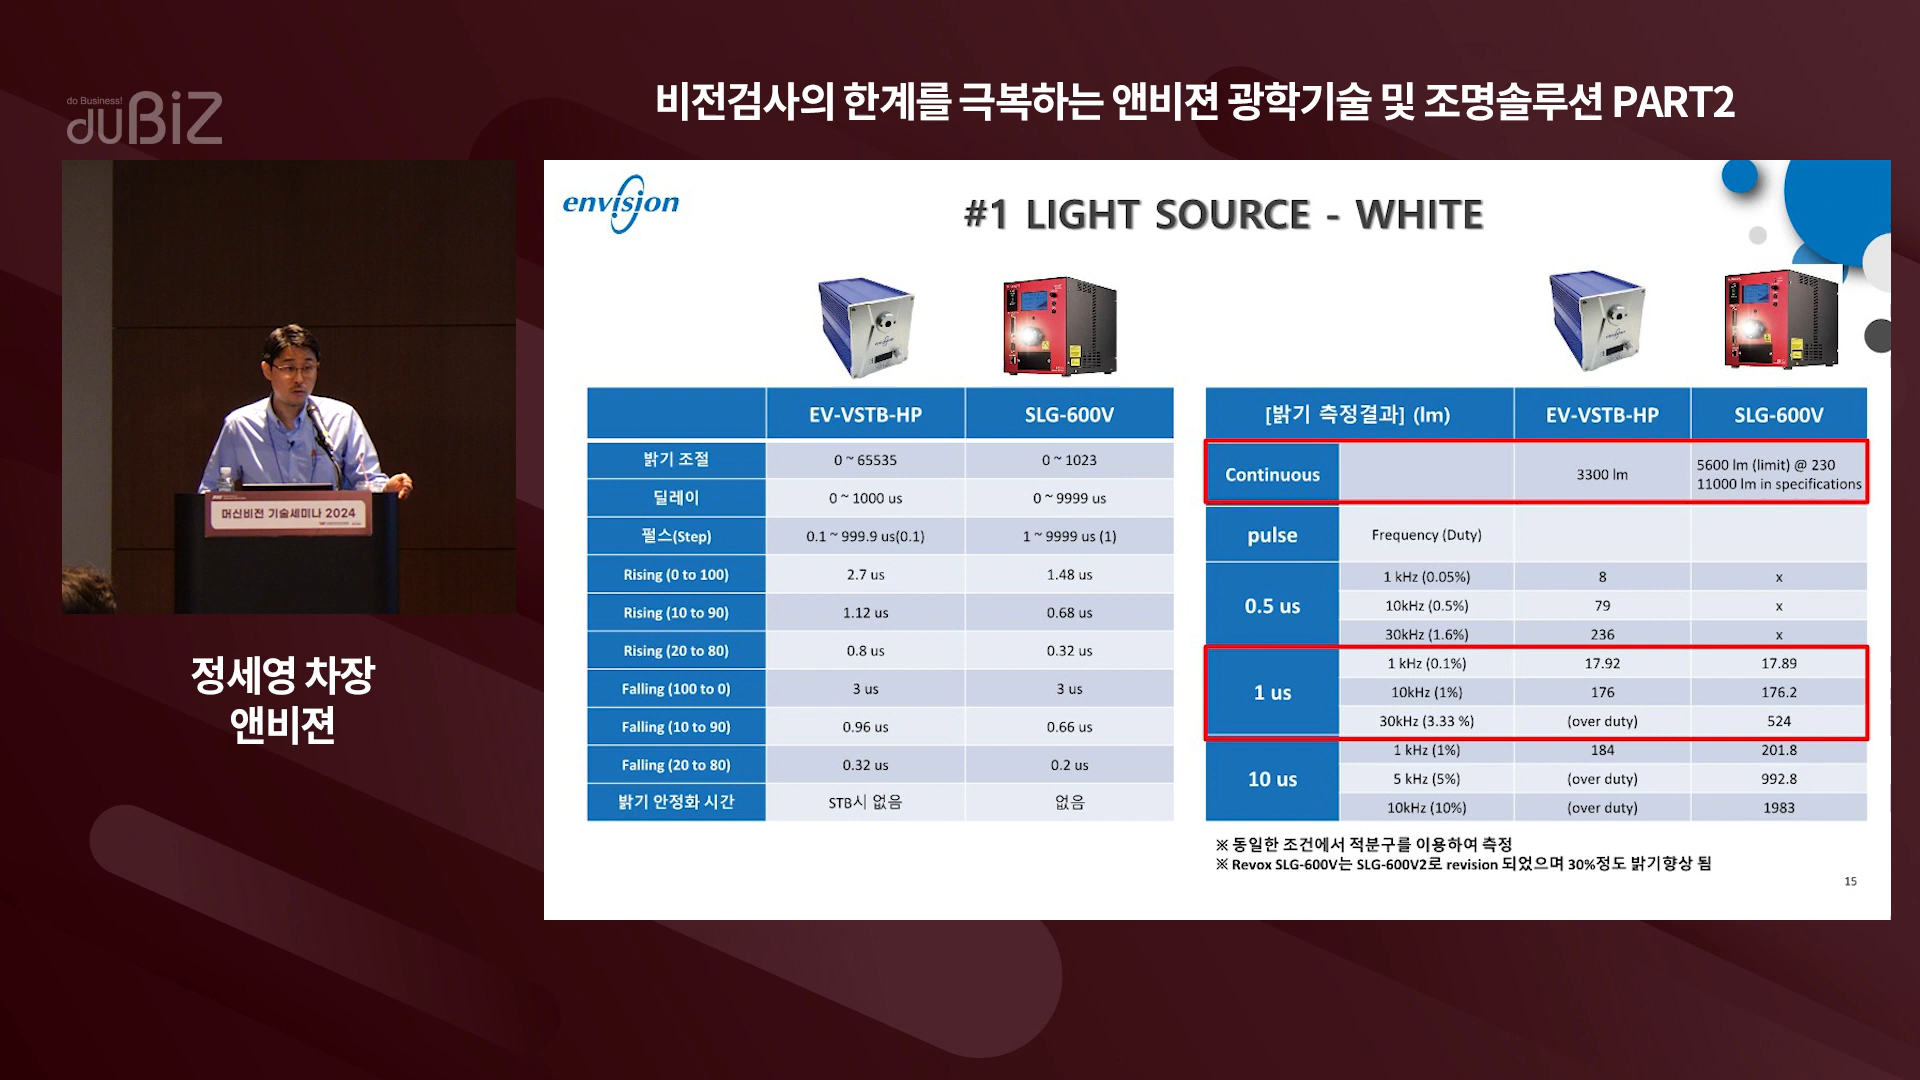 do Business!
duBiZ
비전검사의 한계를 극복하는 앤비젼 광학기술 및 조명솔루션 PART2
머신비전 기술세미나 2024
정세영 차장
앤비젼
envision
#1 LIGHT SOURCE - WHITE
EV-VSTB-HP SLG-600V
밝기 조절 0 ~ 65535 0 ~ 1023
딜레이 0 ~ 1000 us 0 ~ 9999 us
펄스(Step) 0.1 ~ 999.9 us(0.1) 1 ~ 9999 us (1)
Rising (0 to 100) 2.7 us 1.48 us
Rising (10 to 90) 1.12 us 0.68 us
Rising (20 to 80) 0.8 us 0.32 us
Falling (100 to 0) 3 us 3 us
Falling (10 to 90) 0.96 us 0.66 us
Falling (20 to 80) 0.32 us 0.2 us
밝기 안정화 시간 STB시 없음 없음
[밝기 측정결과] (lm) EV-VSTB-HP SLG-600V
Continuous 3300 lm 5600 lm (limit) @ 230
11000 lm in specifications
pulse Frequency (Duty)
0.5 us 1 kHz (0.05%) 8 x
10kHz (0.5%) 79 x
30kHz (1.6%) 236 x
1 us 1 kHz (0.1%) 17.92 17.89
10kHz (1%) 176 176.2
30kHz (3.33 %) (over duty) 524
10 us 1 kHz (1%) 184 201.8
5 kHz (5%) (over duty) 992.8
10kHz (10%) (over duty) 1983
※ 동일한 조건에서 적분구를 이용하여 측정
※ Revox SLG-600V는 SLG-600V2로 revision 되었으며 30%정도 밝기향상 됨
15